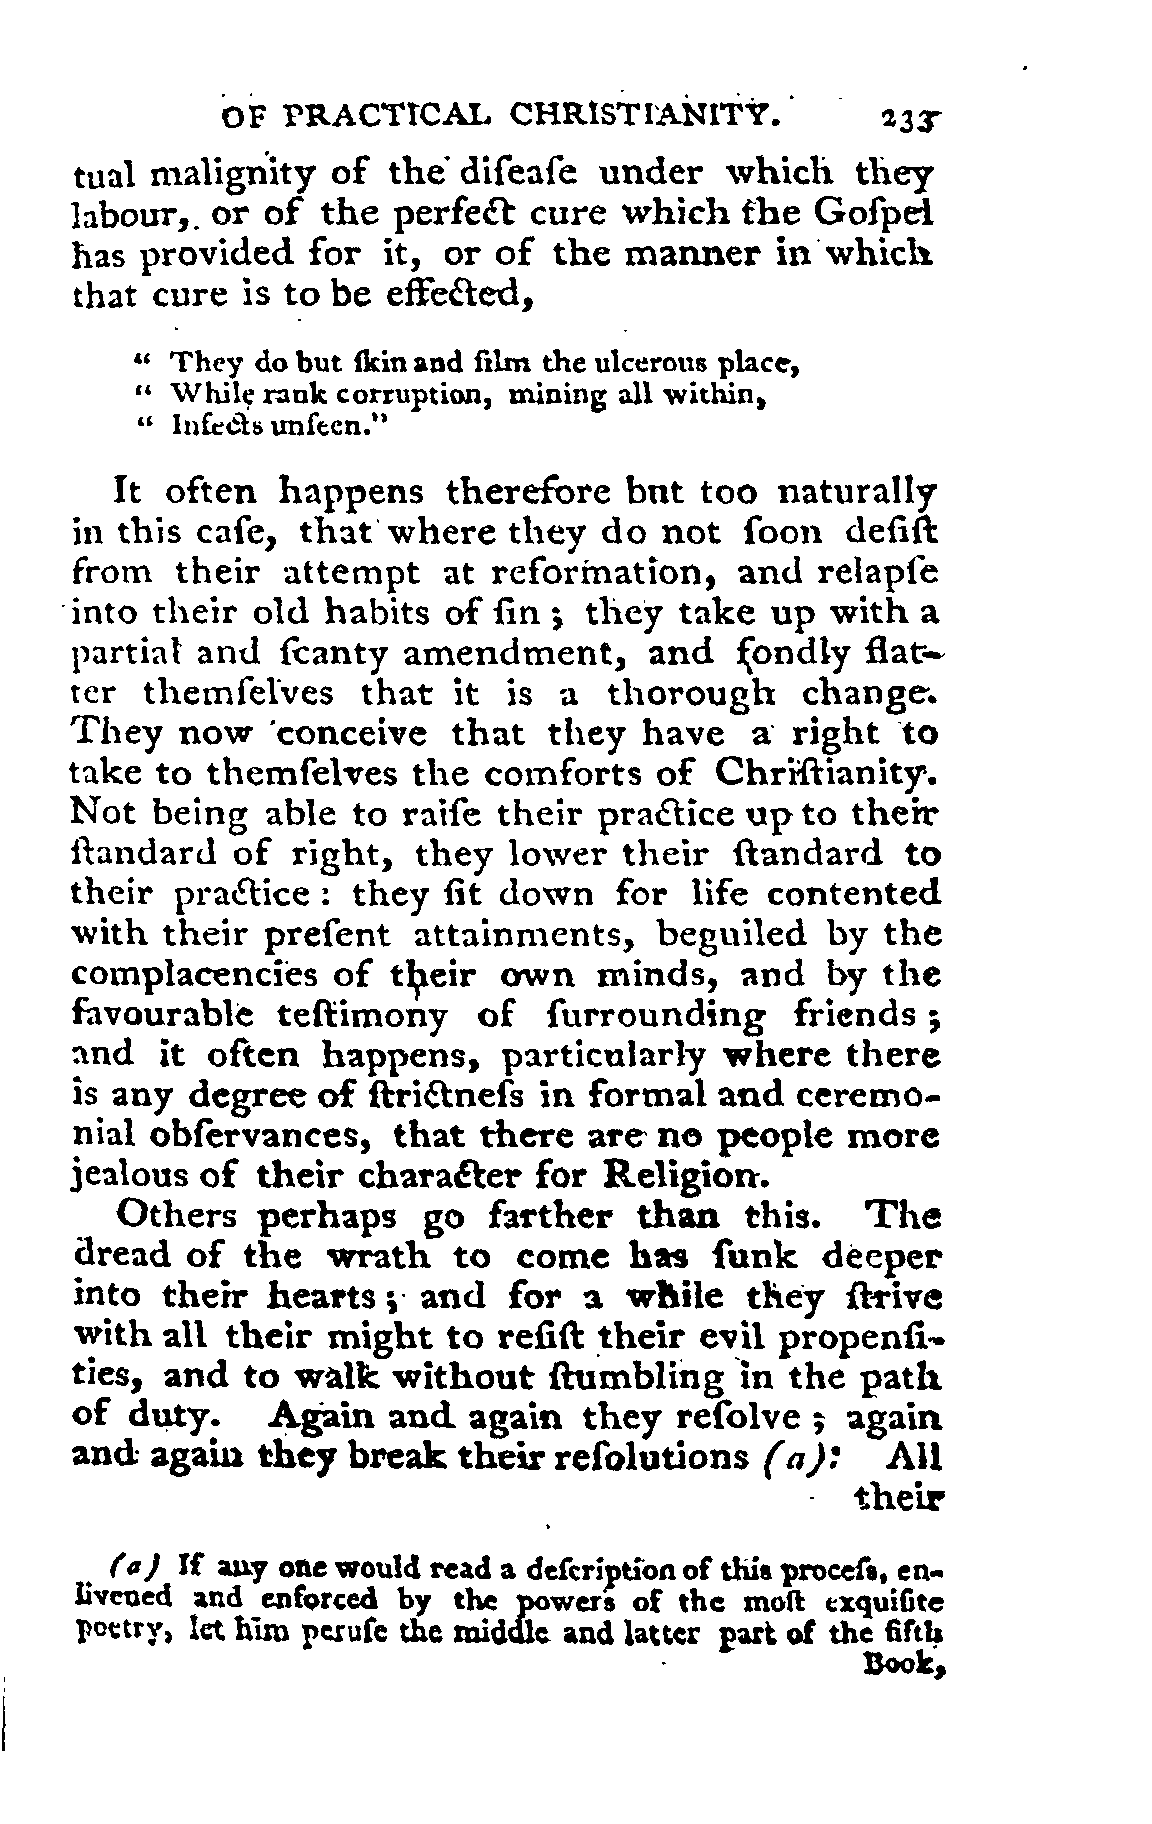 OF PRACTICAL CHRISTIANITY. 233
tual malignity of the diſeaſe under which they
labour, or of the perfect cure which the Goſpel
has provided for it, or of the manner in which
that cure is to be effected,
“ They do but ſkin and film the ulcerous place,
“ While rank corruption, mining all within,
“ Infects unſeen.”
It often happens therefore but too naturally
in this caſe, that where they do not ſoon deſiſt
from their attempt at reformation, and relapſe
into their old habits of ſin ; they take up with a
partial and ſcanty amendment, and fondly flat-
ter themſelves that it is a thorough change.
They now conceive that they have a right to
take to themſelves the comforts of Chriſtianity.
Not being able to raiſe their practice up to their
ſtandard of right, they lower their ſtandard to
their practice : they ſit down for life contented
with their preſent attainments, beguiled by the
complacencies of their own minds, and by the
favourable teſtimony of ſurrounding friends ;
and it often happens, particularly where there
is any degree of ſtrictneſs in formal and ceremo-
nial obſervances, that there are no people more
jealous of their character for Religion.
Others perhaps go farther than this. The
dread of the wrath to come has ſunk deeper
into their hearts ; and for a while they ſtrive
with all their might to reſiſt their evil propenſi-
ties, and to walk without ſtumbling in the path
of duty. Again and again they reſolve ; again
and again they break their reſolutions (a): All
their
(a) If any one would read a deſcription of this proceſs, en-
livened and enforced by the powers of the moſt exquiſite
poetry, let him peruſe the middle and latter part of the fifth
Book,